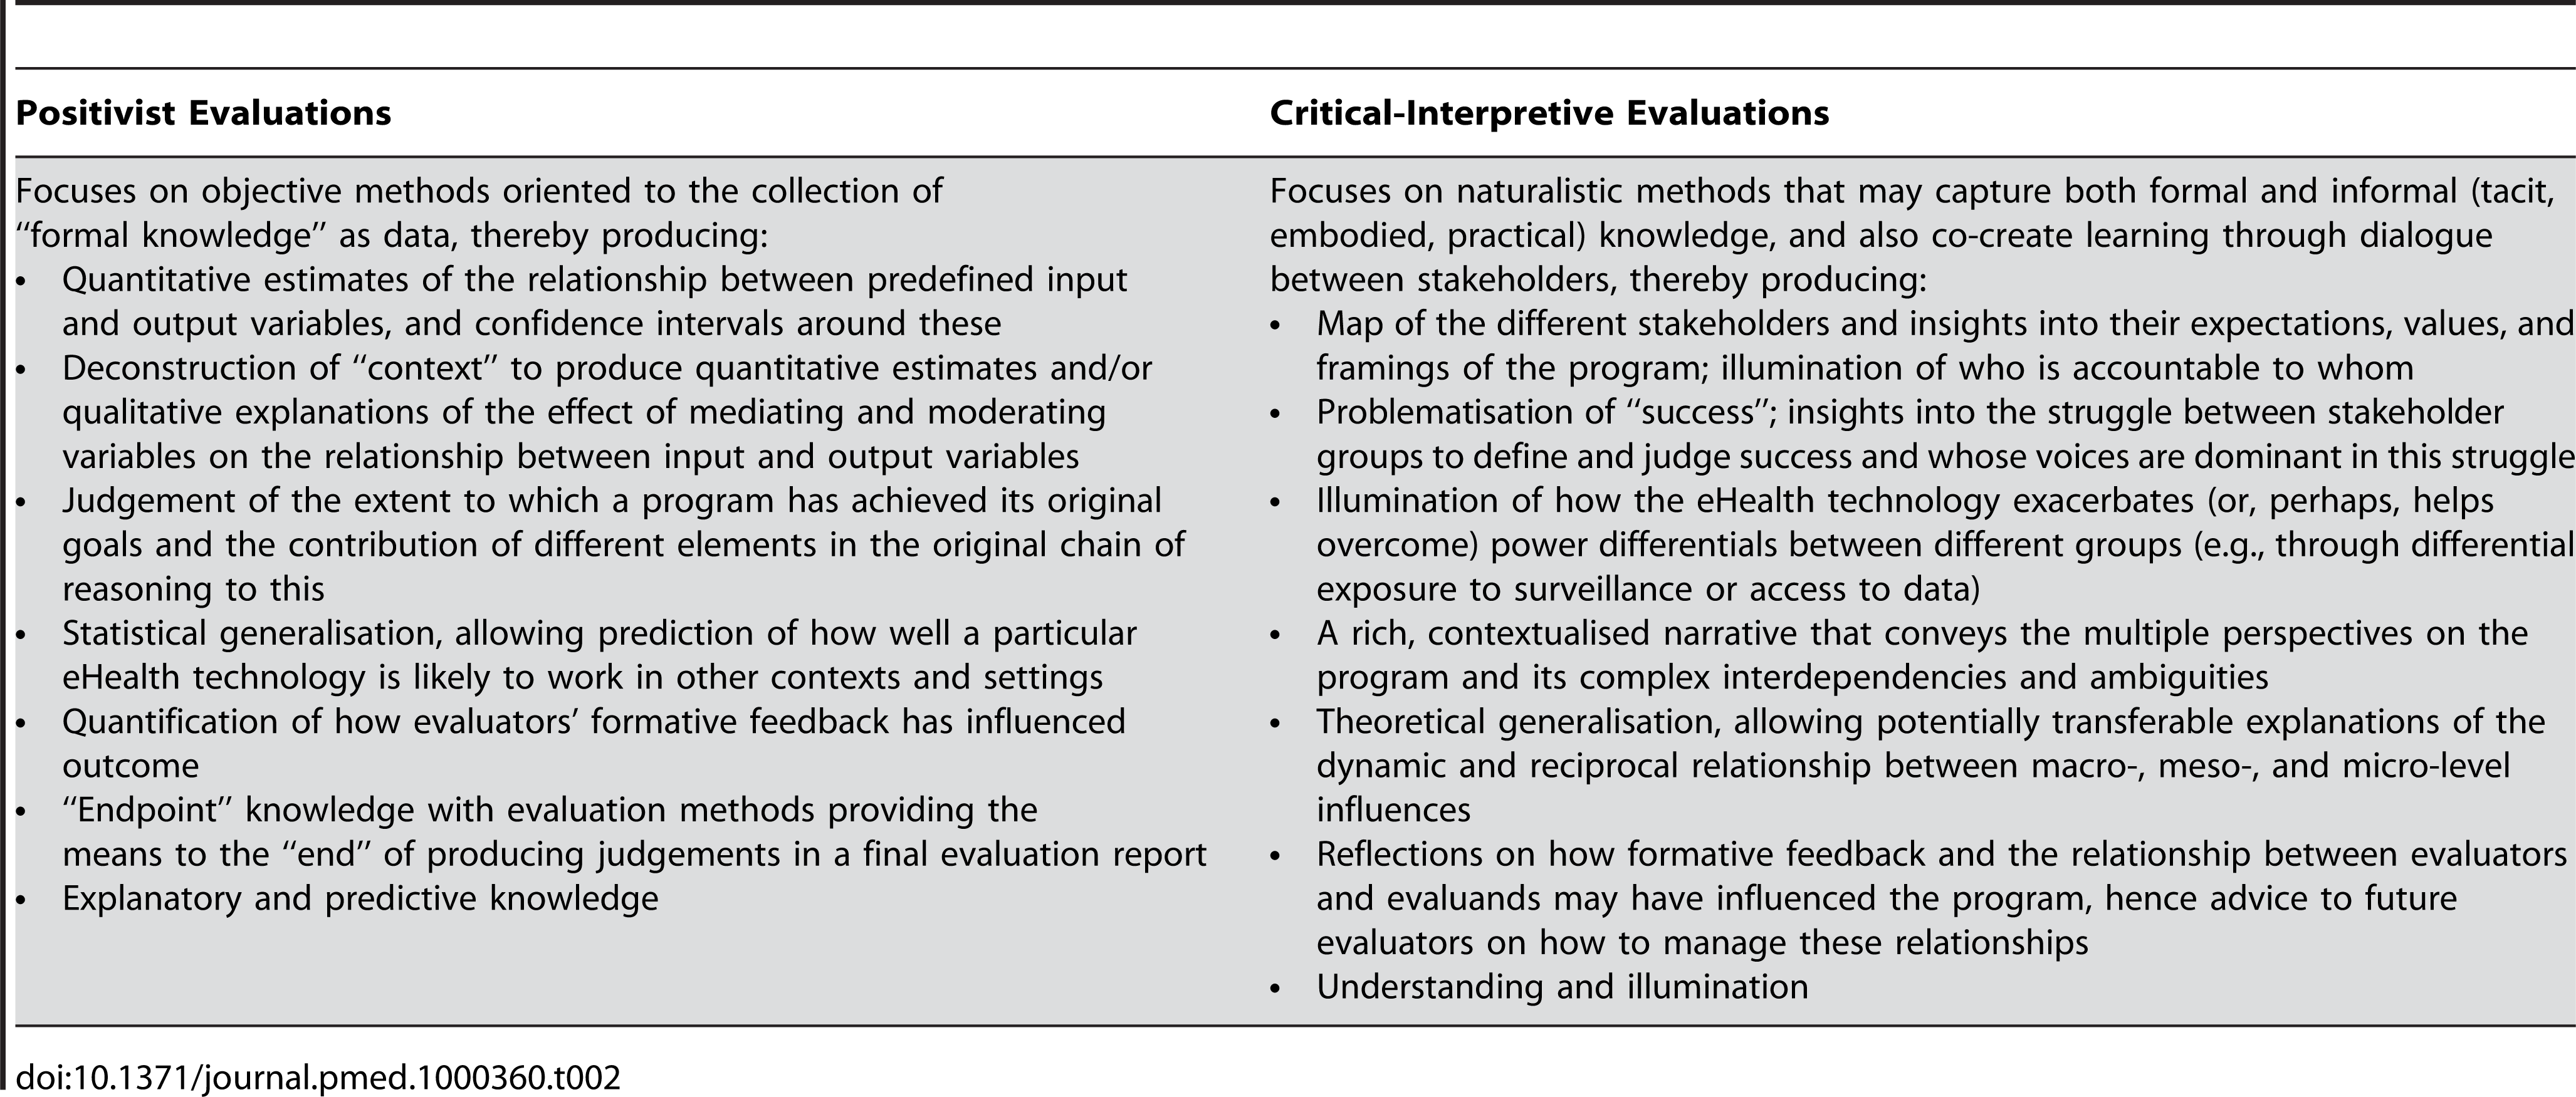 Positivist Evaluations
Focuses on objective methods oriented to the collection of
“formal knowledge” as data, thereby producing:
• Quantitative estimates of the relationship between predefined input
and output variables, and confidence intervals around these
• Deconstruction of “context” to produce quantitative estimates and/or
qualitative explanations of the effect of mediating and moderating
variables on the relationship between input and output variables
• Judgement of the extent to which a program has achieved its original
goals and the contribution of different elements in the original chain of
reasoning to this
• Statistical generalisation, allowing prediction of how well a particular
eHealth technology is likely to work in other contexts and settings
• Quantification of how evaluators’ formative feedback has influenced
outcome
• “Endpoint” knowledge with evaluation methods providing the
means to the “end” of producing judgements in a final evaluation report
• Explanatory and predictive knowledge
Critical-Interpretive Evaluations
Focuses on naturalistic methods that may capture both formal and informal (tacit,
embodied, practical) knowledge, and also co-create learning through dialogue
between stakeholders, thereby producing:
• Map of the different stakeholders and insights into their expectations, values, and
framings of the program; illumination of who is accountable to whom
• Problematisation of “success”; insights into the struggle between stakeholder
groups to define and judge success and whose voices are dominant in this struggle
• Illumination of how the eHealth technology exacerbates (or, perhaps, helps
overcome) power differentials between different groups (e.g., through differential
exposure to surveillance or access to data)
• A rich, contextualised narrative that conveys the multiple perspectives on the
program and its complex interdependencies and ambiguities
• Theoretical generalisation, allowing potentially transferable explanations of the
dynamic and reciprocal relationship between macro-, meso-, and micro-level
influences
• Reflections on how formative feedback and the relationship between evaluators
and evaluands may have influenced the program, hence advice to future
evaluators on how to manage these relationships
• Understanding and illumination
doi:10.1371/journal.pmed.1000360.t002